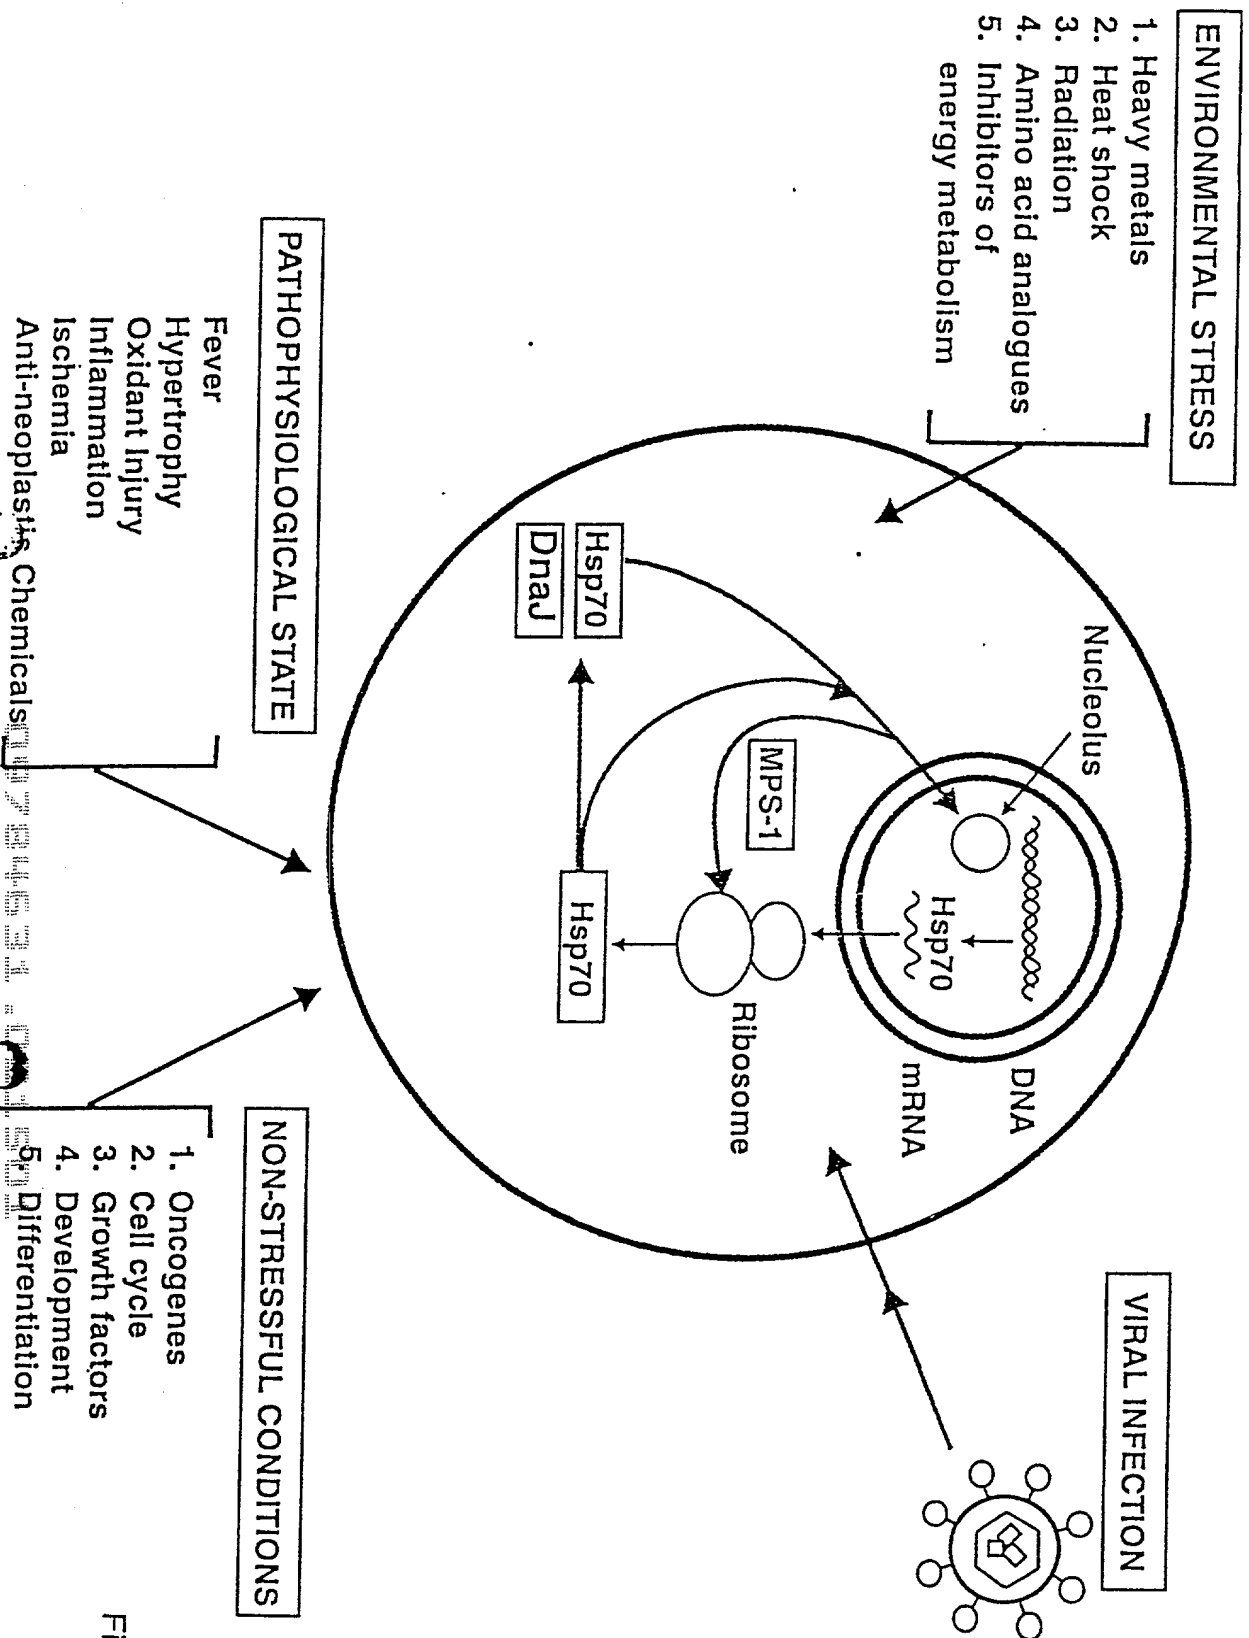 ENVIRONMENTAL STRESS
1. Heavy metals
2. Heat shock
3. Radiation
4. Amino acid analogues
5. Inhibitors of
energy metabolism
VIRAL INFECTION
Nucleolus
DNA
Hsp70
mRNA
MPS-1
Ribosome
Hsp70
DnaJ
Hsp70
PATHOPHYSIOLOGICAL STATE
Fever
Hypertrophy
Oxidant Injury
Inflammation
Ischemia
Anti-neoplastis Chemicals
NON-STRESSFUL CONDITIONS
1. Oncogenes
2. Cell cycle
3. Growth factors
4. Development
5. Differentiation